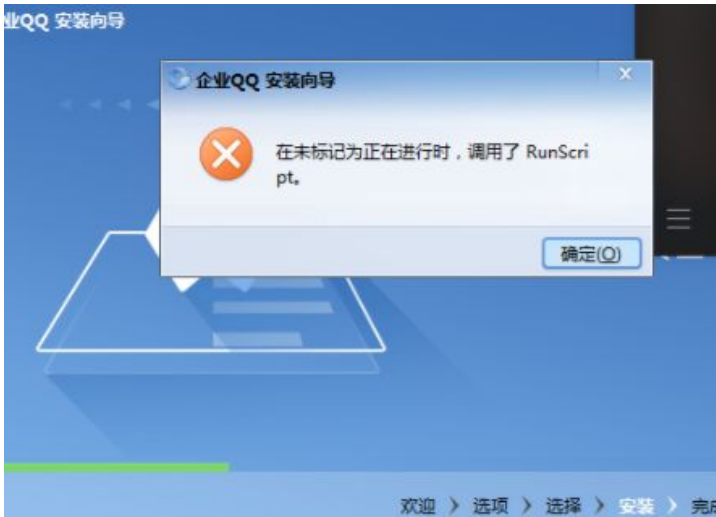 业QQ 安装向导
企业QQ 安装向导
在未标记为正在进行时，调用了 RunScri
pt。
确定(O)
欢迎 〉 选项 〉 选择 〉 安装 〉 完成